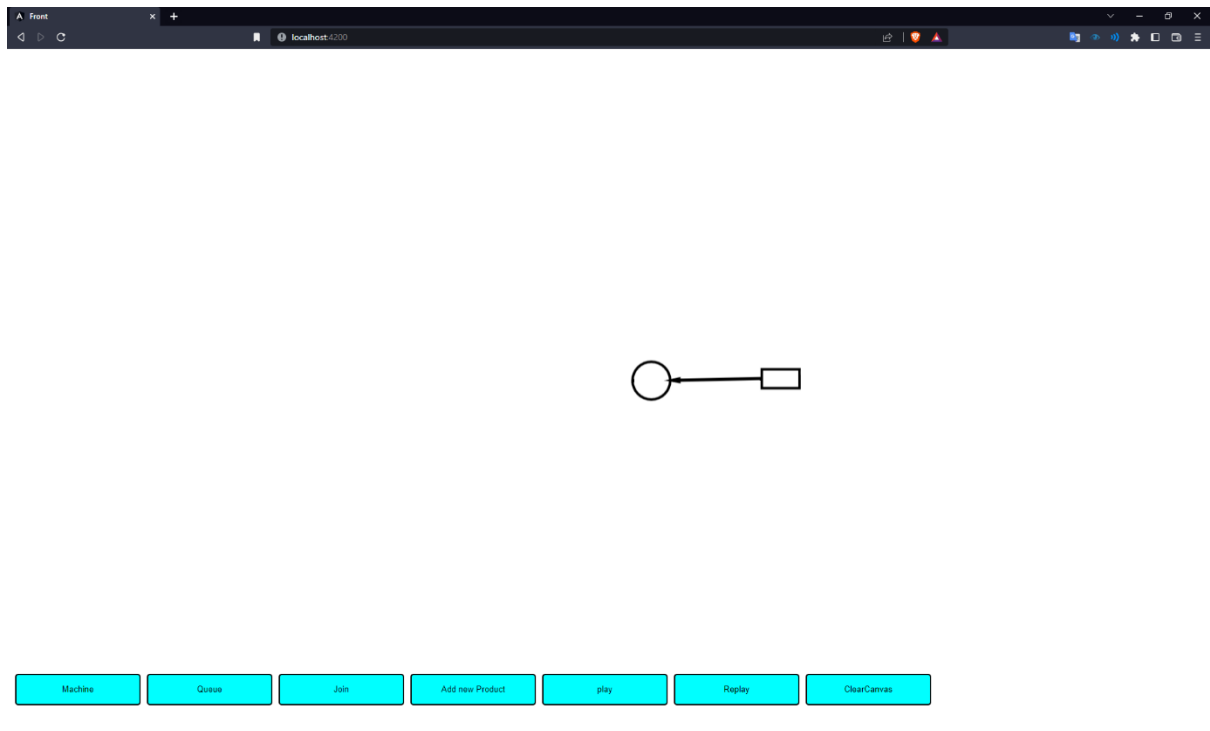 Front
localhost:4200
Machine
Queue
Join
Add new Product
play
Replay
ClearCanvas